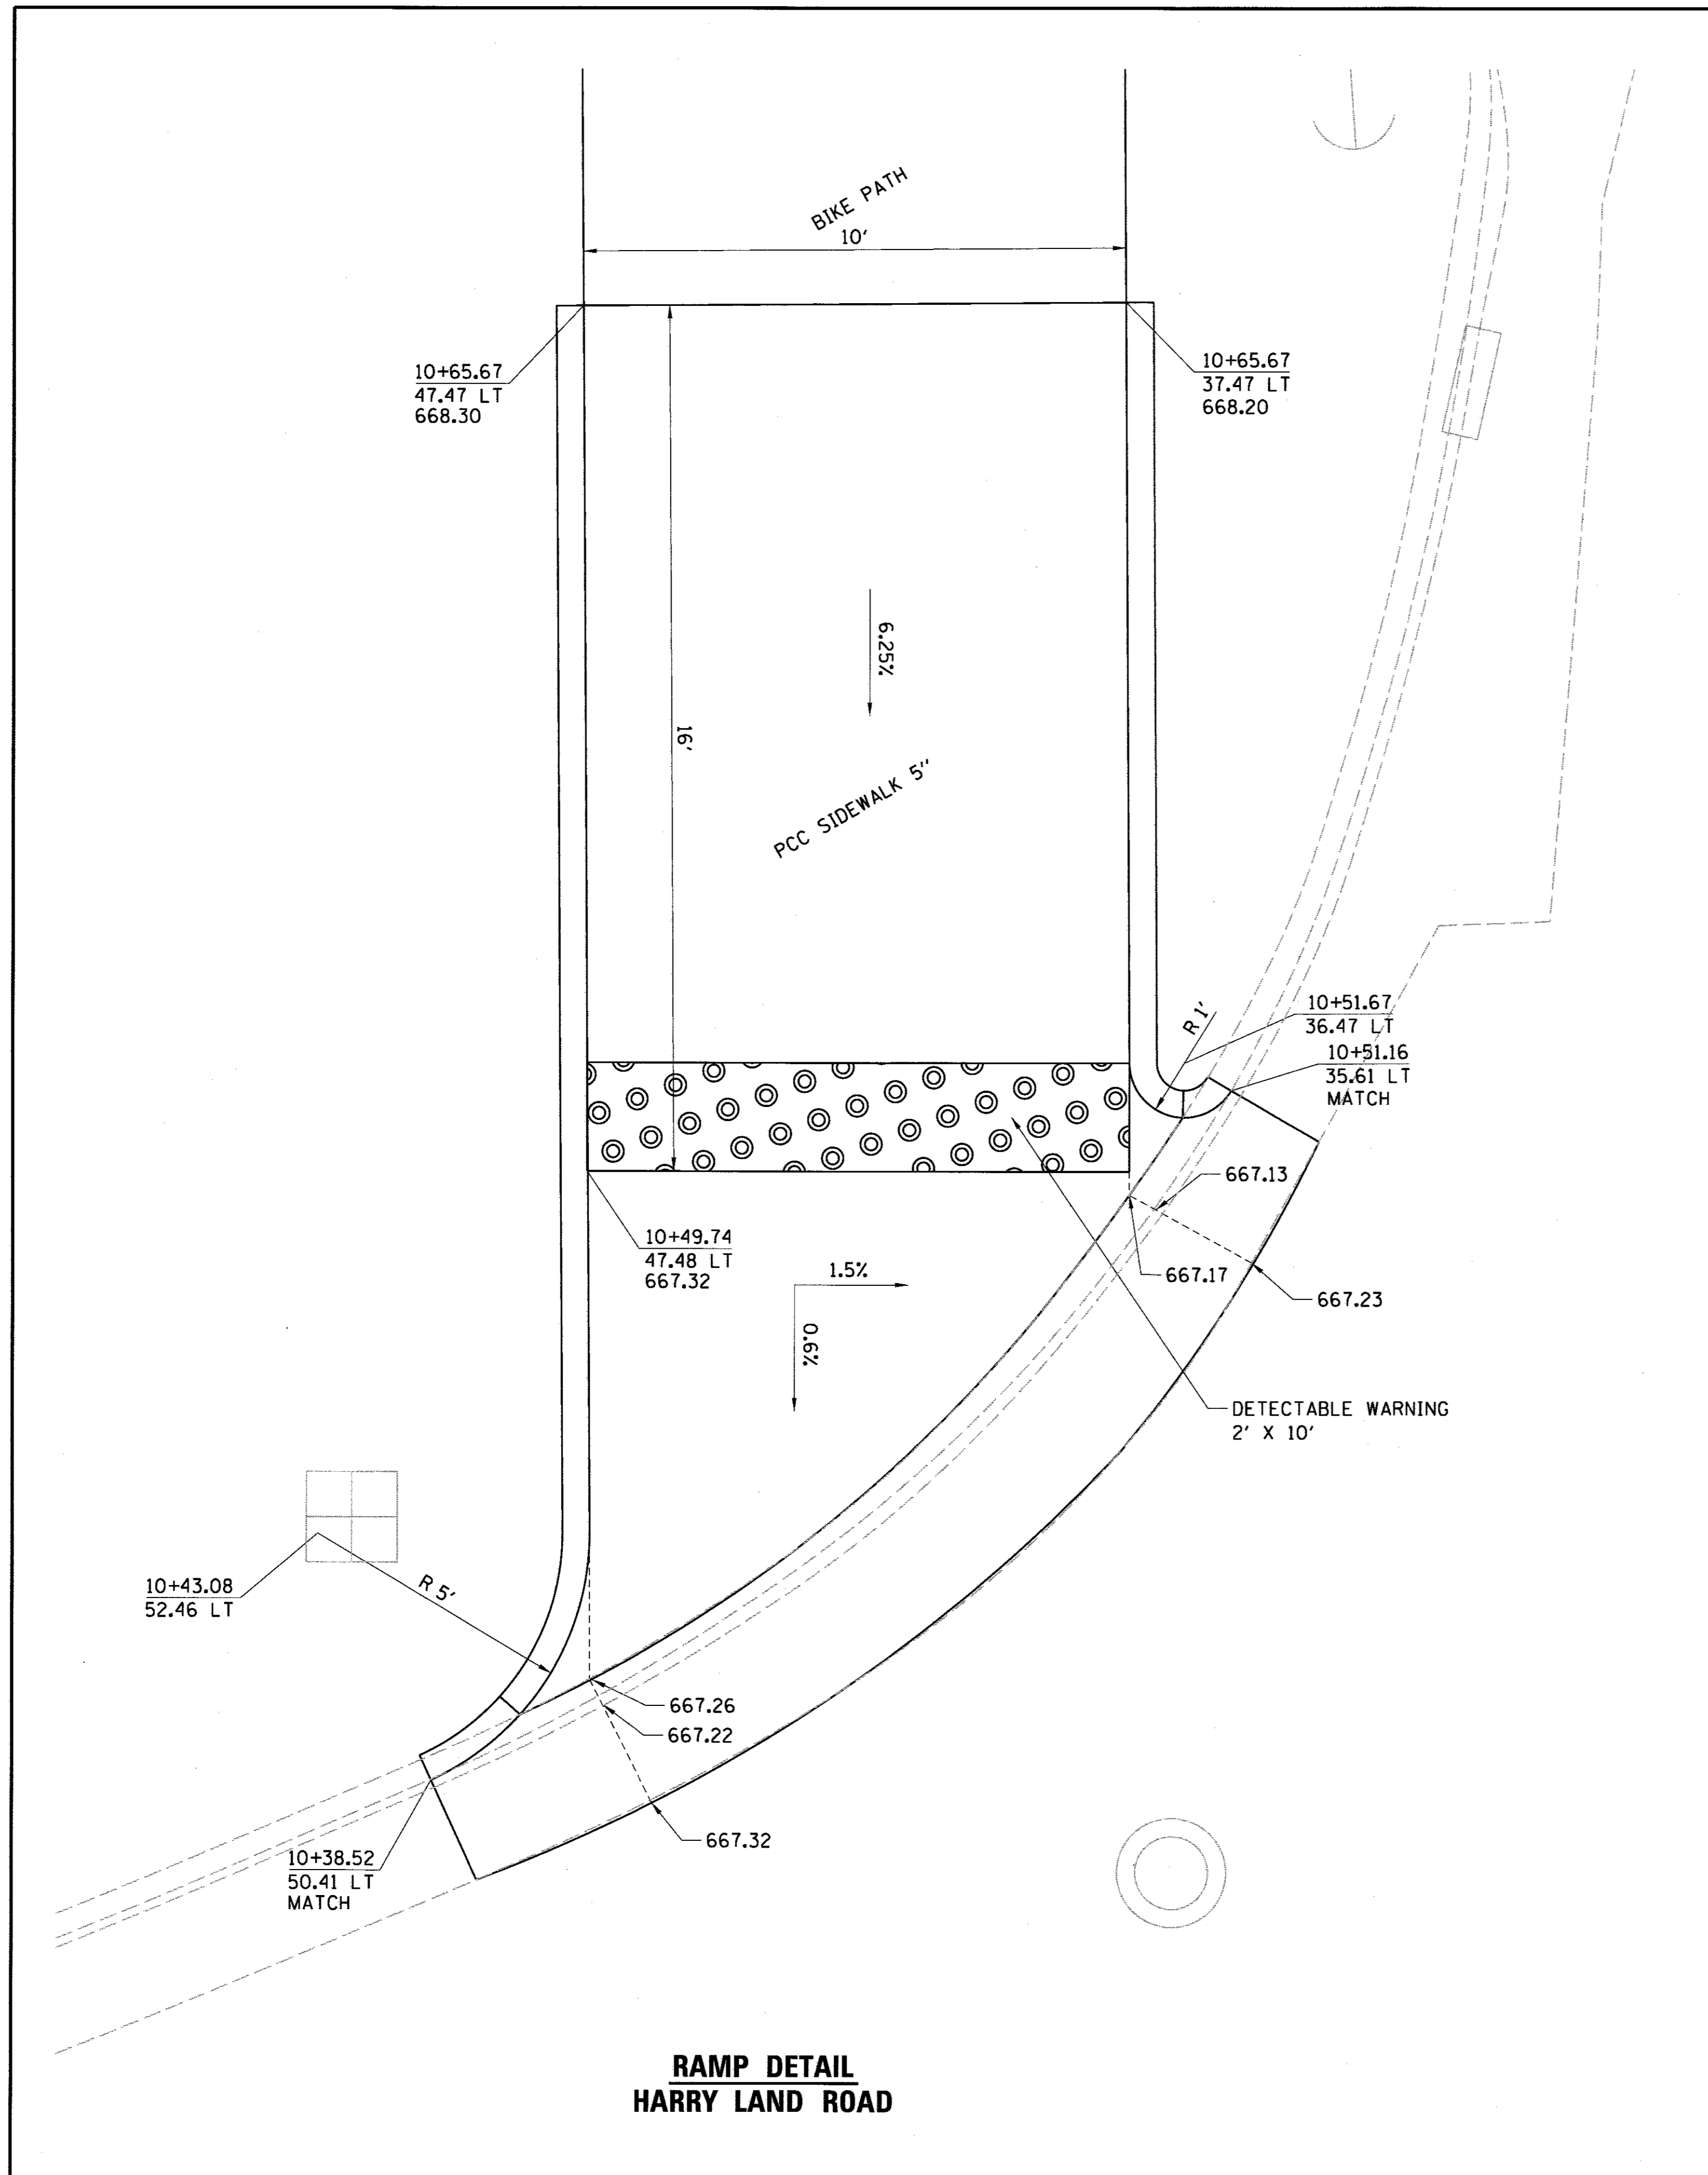 BIKE PATH
10'
10+65.67
47.47 LT
668.30
10+65.67
37.47 LT
668.20
6.25%
16'
PCC SIDEWALK 5"
R 1'
10+51.67
36.47 LT
10+51.16
35.61 LT
MATCH
667.13
10+49.74
47.48 LT
667.32
1.5%
667.17
667.23
0.6%
DETECTABLE WARNING
2' X 10'
10+43.08
52.46 LT
R 5'
667.26
667.22
667.32
10+38.52
50.41 LT
MATCH
RAMP DETAIL
HARRY LAND ROAD